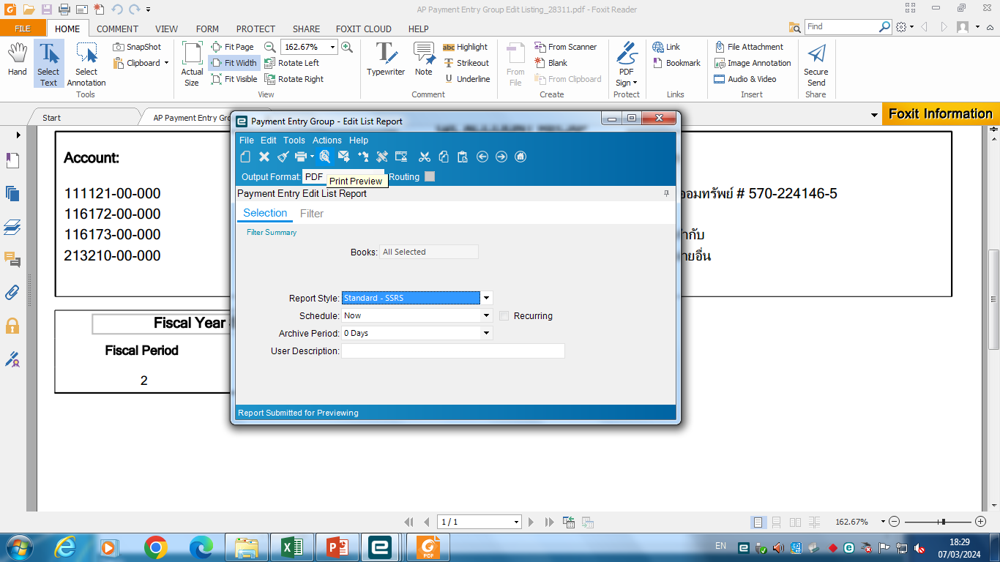 AP Payment Entry Group Edit Listing_28311.pdf - Foxit Reader
FILE HOME COMMENT VIEW FORM PROTECT SHARE FOXIT CLOUD HELP
Find
Hand
Select Text
Select Annotation
SnapShot
Clipboard
Tools
Actual Size
Fit Page
Fit Width
Fit Visible
162.67%
Rotate Left
Rotate Right
View
Typewriter
Note
Highlight
Strikeout
Underline
Comment
From File
From Scanner
Blank
From Clipboard
Create
PDF Sign
Protect
Link
Bookmark
Links
File Attachment
Image Annotation
Audio & Video
Insert
Secure Send
Share
Start
AP Payment Entry Gr
Foxit Information
Payment Entry Group - Edit List Report
File Edit Tools Actions Help
Output Format: PDF
Print Preview
Routing
Payment Entry Edit List Report
Selection Filter
Filter Summary
Books: All Selected
Report Style: Standard - SSRS
Schedule: Now
Recurring
Archive Period: 0 Days
User Description:
Report Submitted for Previewing
Account:
111121-00-000
ออมทรัพย์ # 570-224146-5
116172-00-000
116173-00-000
213210-00-000
Fiscal Year
Fiscal Period
2
1 / 1
162.67%
EN
18:29
07/03/2024